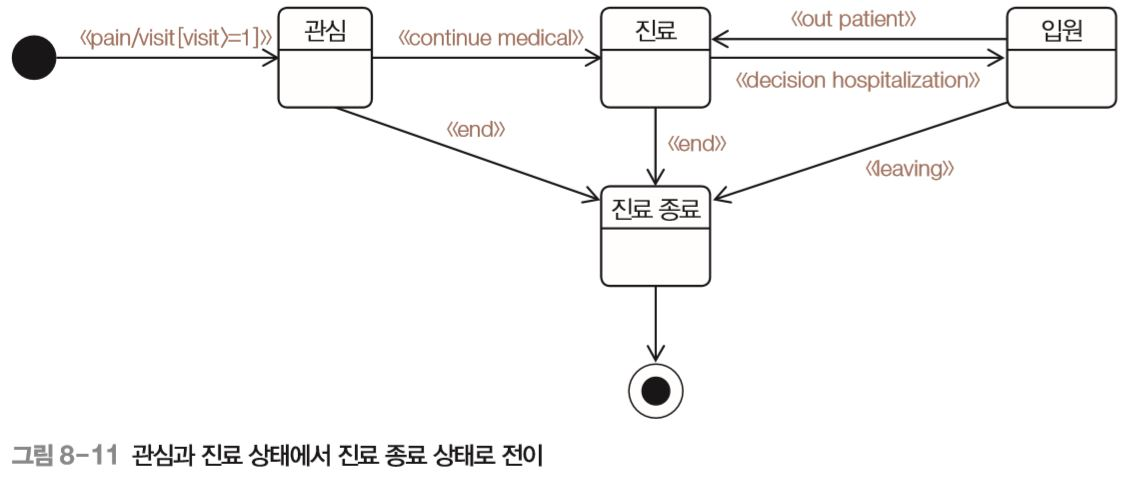 《pain/visit[visit>=1]》
관심
《continue medical》
진료
《out patient》
입원
《decision hospitalization》
《end》
《end》
《leaving》
진료 종료
그림 8-11 관심과 진료 상태에서 진료 종료 상태로 전이